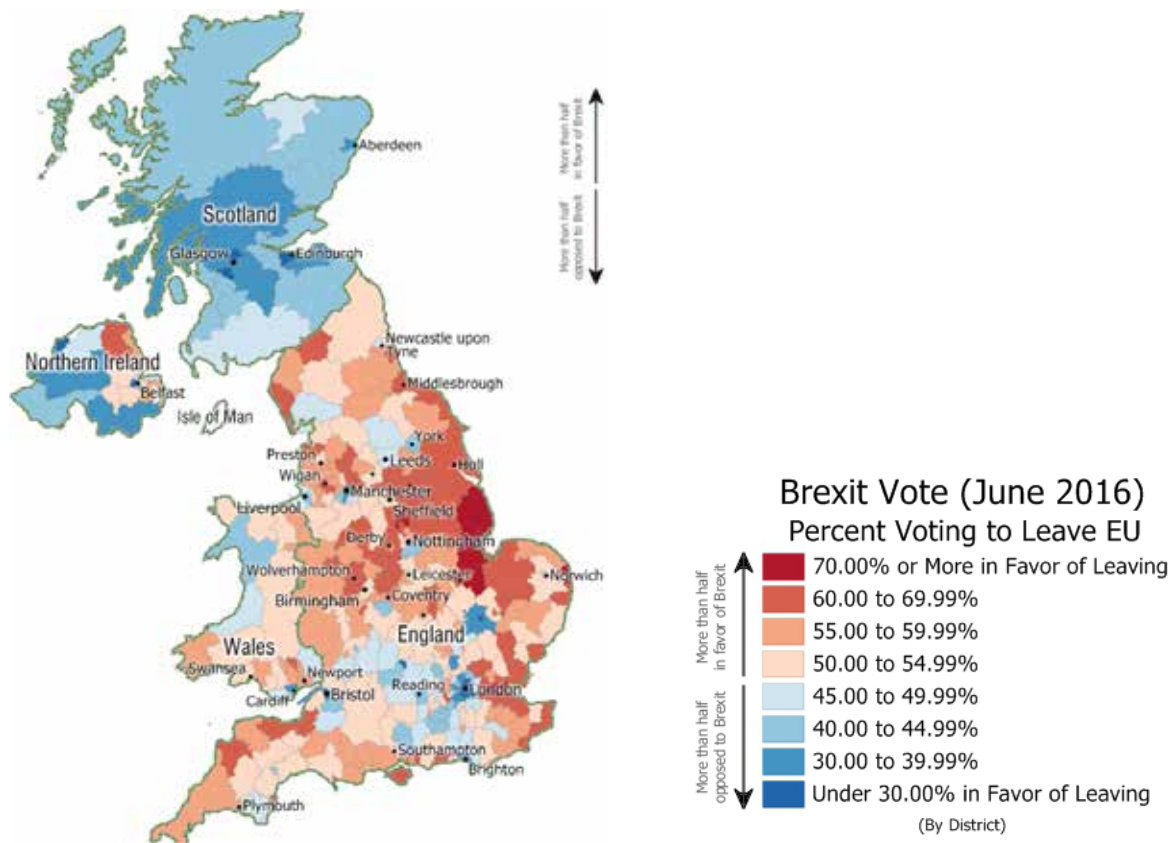 More than half
in favor of Brexit
More than half
opposed to Brexit
Aberdeen
Scotland
Glasgow
Edinburgh
Newcastle upon
Tyne
Northern Ireland
Belfast
Middlesbrough
Isle of Man
York
Preston
Leeds
Hull
Wigan
Manchester
Liverpool
Sheffield
Derby
Nottingham
Wolverhampton
Leicester
Norwich
Birmingham
Coventry
England
Wales
Swansea
Newport
Cardiff
Bristol
Reading
London
Southampton
Brighton
Plymouth
Brexit Vote (June 2016)
Percent Voting to Leave EU
More than half
in favor of Brexit
70.00% or More in Favor of Leaving
60.00 to 69.99%
55.00 to 59.99%
50.00 to 54.99%
More than half
opposed to Brexit
45.00 to 49.99%
40.00 to 44.99%
30.00 to 39.99%
Under 30.00% in Favor of Leaving
(By District)